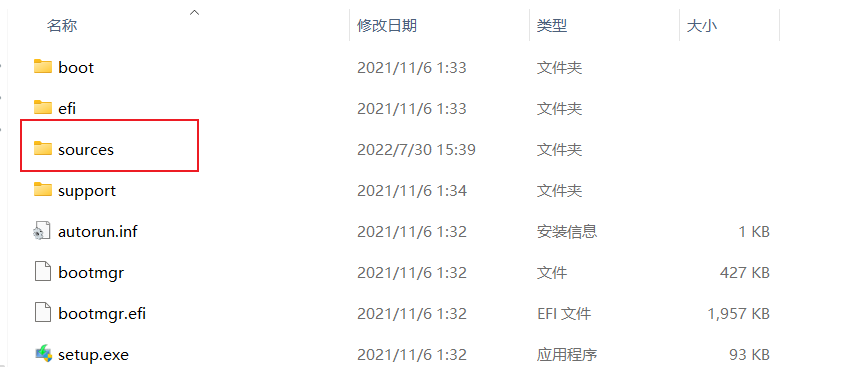 名称 修改日期 类型 大小
boot 2021/11/6 1:33 文件夹
efi 2021/11/6 1:33 文件夹
sources 2022/7/30 15:39 文件夹
support 2021/11/6 1:34 文件夹
autorun.inf 2021/11/6 1:32 安装信息 1 KB
bootmgr 2021/11/6 1:32 文件 427 KB
bootmgr.efi 2021/11/6 1:32 EFI 文件 1,957 KB
setup.exe 2021/11/6 1:32 应用程序 93 KB